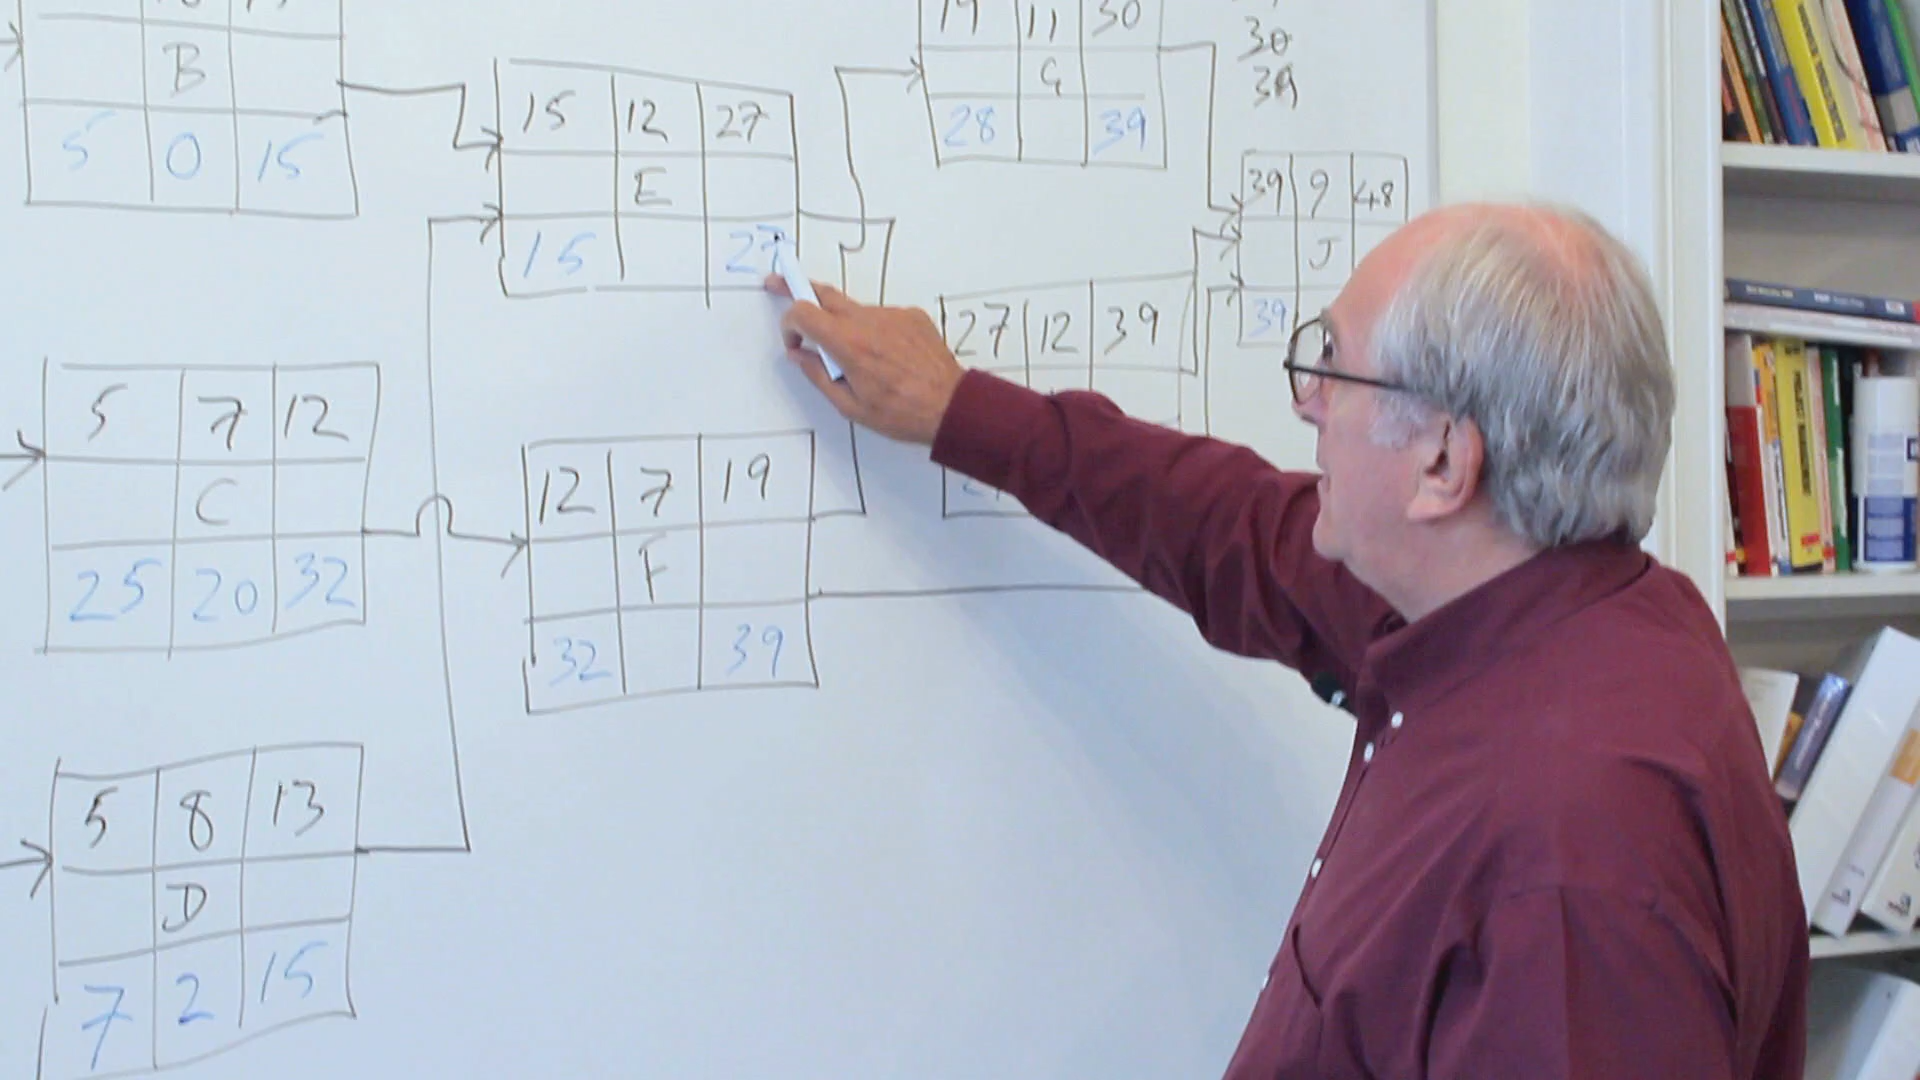 B
5 0 15
15 12 27
E
15 27
19 11 30
G
28 39
30
39
39 9 48
J
39
27 12 39
5 7 12
C
25 20 32
12 7 19
F
32 39
5 8 13
D
7 2 15